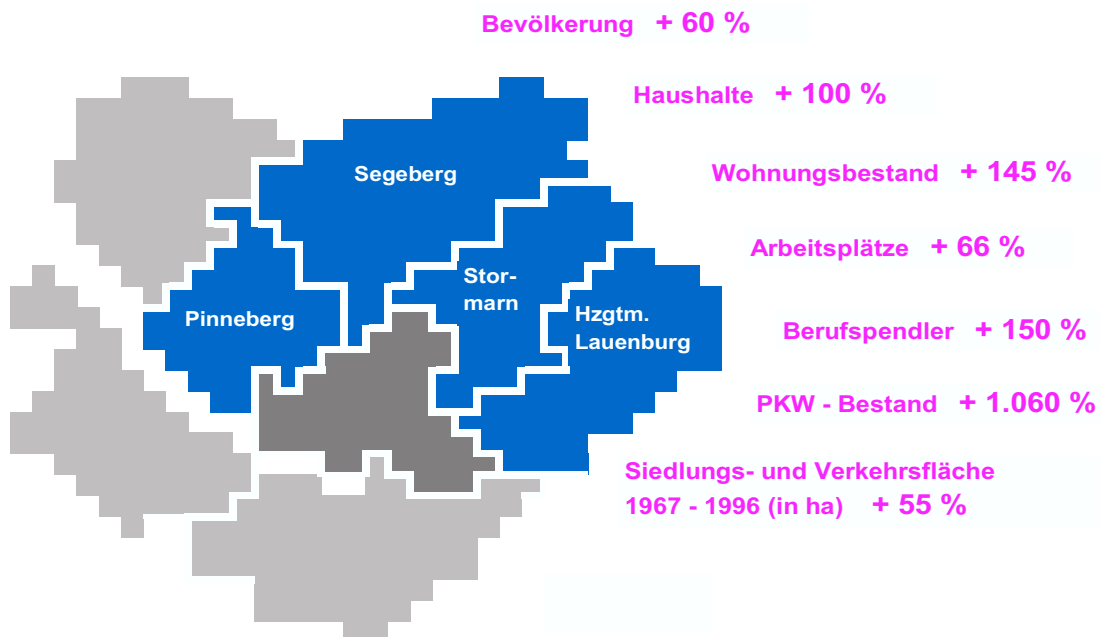 Bevölkerung + 60 %
Haushalte + 100 %
Segeberg
Wohnungsbestand + 145 %
Arbeitsplätze + 66 %
Stor-
marn
Pinneberg
Hzgtm.
Lauenburg
Berufspendler + 150 %
PKW - Bestand + 1.060 %
Siedlungs- und Verkehrsfläche
1967 - 1996 (in ha) + 55 %